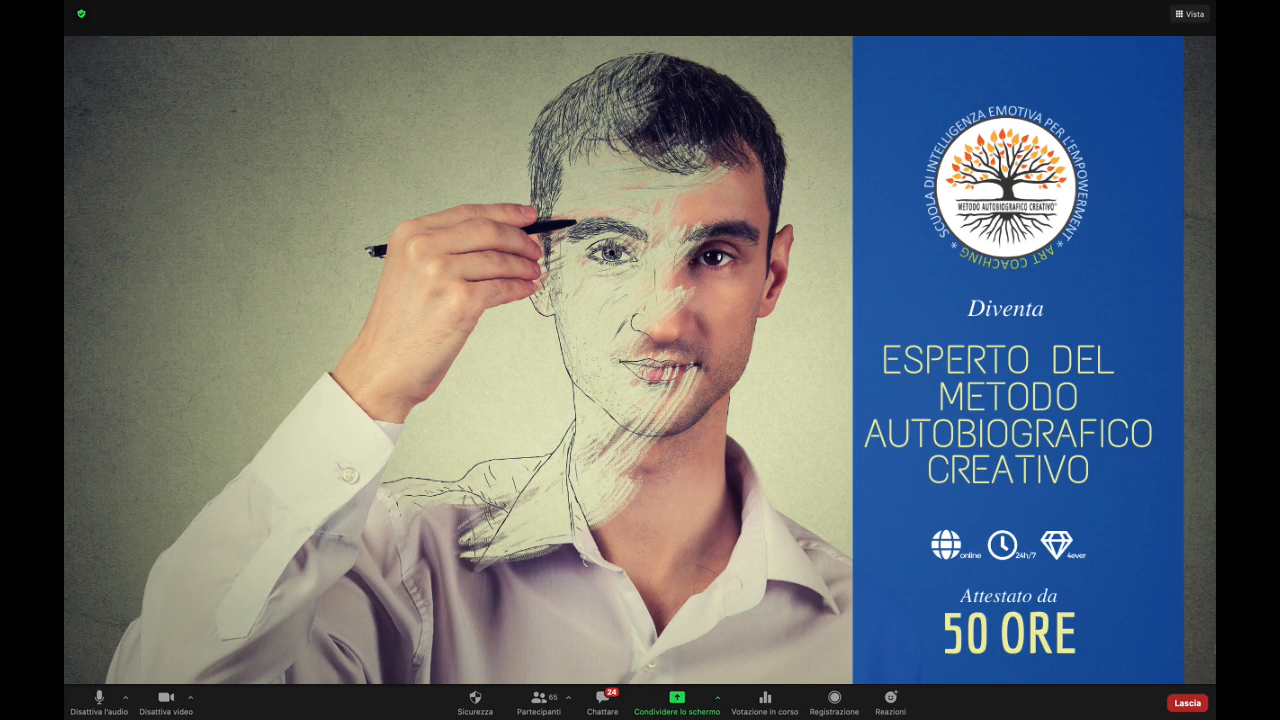 Vista
SCUOLA DI INTELLIGENZA EMOTIVA PER L'EMPOWERMENT
METODO AUTOBIOGRAFICO CREATIVO®
* ART COACHING *
Diventa
ESPERTO DEL
METODO
AUTOBIOGRAFICO
CREATIVO
online 24h/7 4ever
Attestato da
50 ORE
Disattiva l'audio Disattiva video Sicurezza Partecipanti 65 Chattare 24 Condividere lo schermo Votazione in corso Registrazione Reazioni Lascia